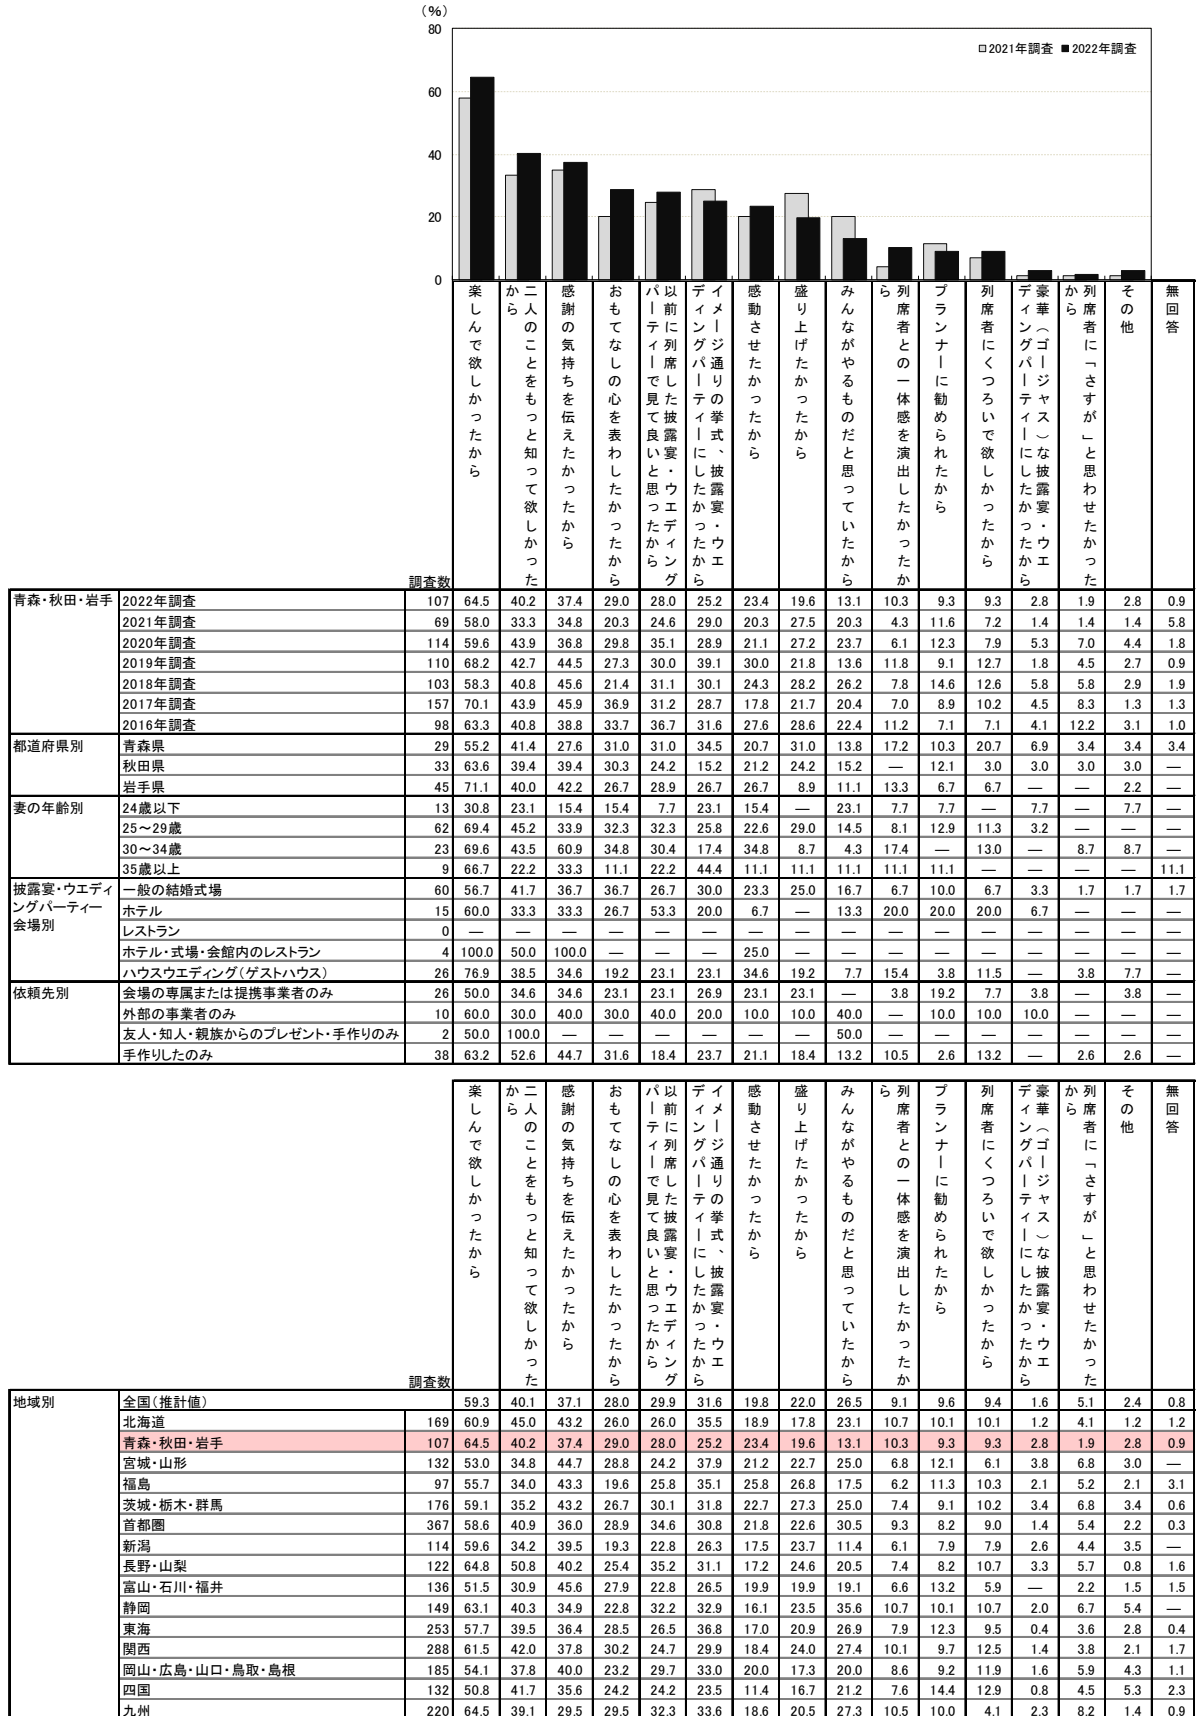 (%)
80
60
40
20
0
□2021年調査 ■2022年調査
楽しんで欲しかったから
二人のことをもっと知って欲しかったから
感謝の気持ちを伝えたかったから
おもてなしの心を表わしたかったから
以前に列席した披露宴・ウエディングパーティーで見て良いと思ったから
イメージ通りの挙式、披露宴・ウエディングパーティーにしたかったから
感動させたかったから
盛り上げたかったから
みんながやるものだと思っていたから
列席者との一体感を演出したかったから
プランナーに勧められたから
列席者にくつろいで欲しかったから
豪華（ゴージャス）な披露宴・ウエディングパーティーにしたかったから
列席者に「さすが」と思わせたかったから
その他
無回答
調査数
青森・秋田・岩手 2022年調査 107 64.5 40.2 37.4 29.0 28.0 25.2 23.4 19.6 13.1 10.3 9.3 9.3 2.8 1.9 2.8 0.9
2021年調査 69 58.0 33.3 34.8 20.3 24.6 29.0 20.3 27.5 20.3 4.3 11.6 7.2 1.4 1.4 1.4 5.8
2020年調査 114 59.6 43.9 36.8 29.8 35.1 28.9 21.1 27.2 23.7 6.1 12.3 7.9 5.3 7.0 4.4 1.8
2019年調査 110 68.2 42.7 44.5 27.3 30.0 39.1 30.0 21.8 13.6 11.8 9.1 12.7 1.8 4.5 2.7 0.9
2018年調査 103 58.3 40.8 45.6 21.4 31.1 30.1 24.3 28.2 26.2 7.8 14.6 12.6 5.8 5.8 2.9 1.9
2017年調査 157 70.1 43.9 45.9 36.9 31.2 28.7 17.8 21.7 20.4 7.0 8.9 10.2 4.5 8.3 1.3 1.3
2016年調査 98 63.3 40.8 38.8 33.7 36.7 31.6 27.6 28.6 22.4 11.2 7.1 7.1 4.1 12.2 3.1 1.0
都道府県別 青森県 29 55.2 41.4 27.6 31.0 31.0 34.5 20.7 31.0 13.8 17.2 10.3 20.7 6.9 3.4 3.4 3.4
秋田県 33 63.6 39.4 39.4 30.3 24.2 15.2 21.2 24.2 15.2 — 12.1 3.0 3.0 3.0 3.0 —
岩手県 45 71.1 40.0 42.2 26.7 28.9 26.7 26.7 8.9 11.1 13.3 6.7 6.7 — — 2.2 —
妻の年齢別 24歳以下 13 30.8 23.1 15.4 15.4 7.7 23.1 15.4 — 23.1 7.7 7.7 — 7.7 — 7.7 —
25～29歳 62 69.4 45.2 33.9 32.3 32.3 25.8 22.6 29.0 14.5 8.1 12.9 11.3 3.2 — — —
30～34歳 23 69.6 43.5 60.9 34.8 30.4 17.4 34.8 8.7 4.3 17.4 — 13.0 — 8.7 8.7 —
35歳以上 9 66.7 22.2 33.3 11.1 22.2 44.4 11.1 11.1 11.1 11.1 11.1 — — — — 11.1
披露宴・ウエディングパーティー会場別 一般の結婚式場 60 56.7 41.7 36.7 36.7 26.7 30.0 23.3 25.0 16.7 6.7 10.0 6.7 3.3 1.7 1.7 1.7
ホテル 15 60.0 33.3 33.3 26.7 53.3 20.0 6.7 — 13.3 20.0 20.0 20.0 6.7 — — —
レストラン 0 — — — — — — — — — — — — — — — —
ホテル・式場・会館内のレストラン 4 100.0 50.0 100.0 — — — 25.0 — — — — — — — — —
ハウスウエディング（ゲストハウス） 26 76.9 38.5 34.6 19.2 23.1 23.1 34.6 19.2 7.7 15.4 3.8 11.5 — 3.8 7.7 —
依頼先別 会場の専属または提携事業者のみ 26 50.0 34.6 34.6 23.1 23.1 26.9 23.1 23.1 — 3.8 19.2 7.7 3.8 — 3.8 —
外部の事業者のみ 10 60.0 30.0 40.0 30.0 40.0 20.0 10.0 10.0 40.0 — 10.0 10.0 10.0 — — —
友人・知人・親族からのプレゼント・手作りのみ 2 50.0 100.0 — — — — — — 50.0 — — — — — — —
手作りしたのみ 38 63.2 52.6 44.7 31.6 18.4 23.7 21.1 18.4 13.2 10.5 2.6 13.2 — 2.6 2.6 —
楽しんで欲しかったから
二人のことをもっと知って欲しかったから
感謝の気持ちを伝えたかったから
おもてなしの心を表わしたかったから
以前に列席した披露宴・ウエディングパーティーで見て良いと思ったから
イメージ通りの挙式、披露宴・ウエディングパーティーにしたかったから
感動させたかったから
盛り上げたかったから
みんながやるものだと思っていたから
列席者との一体感を演出したかったから
プランナーに勧められたから
列席者にくつろいで欲しかったから
豪華（ゴージャス）な披露宴・ウエディングパーティーにしたかったから
列席者に「さすが」と思わせたかったから
その他
無回答
調査数
地域別 全国（推計値） 59.3 40.1 37.1 28.0 29.9 31.6 19.8 22.0 26.5 9.1 9.6 9.4 1.6 5.1 2.4 0.8
北海道 169 60.9 45.0 43.2 26.0 26.0 35.5 18.9 17.8 23.1 10.7 10.1 10.1 1.2 4.1 1.2 1.2
青森・秋田・岩手 107 64.5 40.2 37.4 29.0 28.0 25.2 23.4 19.6 13.1 10.3 9.3 9.3 2.8 1.9 2.8 0.9
宮城・山形 132 53.0 34.8 44.7 28.8 24.2 37.9 21.2 22.7 25.0 6.8 12.1 6.1 3.8 6.8 3.0 —
福島 97 55.7 34.0 43.3 19.6 25.8 35.1 25.8 26.8 17.5 6.2 11.3 10.3 2.1 5.2 2.1 3.1
茨城・栃木・群馬 176 59.1 35.2 43.2 26.7 30.1 31.8 22.7 27.3 25.0 7.4 9.1 10.2 3.4 6.8 3.4 0.6
首都圏 367 58.6 40.9 36.0 28.9 34.6 30.8 21.8 22.6 30.5 9.3 8.2 9.0 1.4 5.4 2.2 0.3
新潟 114 59.6 34.2 39.5 19.3 22.8 26.3 17.5 23.7 11.4 6.1 7.9 7.9 2.6 4.4 3.5 —
長野・山梨 122 64.8 50.8 40.2 25.4 35.2 31.1 17.2 24.6 20.5 7.4 8.2 10.7 3.3 5.7 0.8 1.6
富山・石川・福井 136 51.5 30.9 45.6 27.9 22.8 26.5 19.9 19.9 19.1 6.6 13.2 5.9 — 2.2 1.5 1.5
静岡 149 63.1 40.3 34.9 22.8 32.2 32.9 16.1 23.5 35.6 10.7 10.1 10.7 2.0 6.7 5.4 —
東海 253 57.7 39.5 36.4 28.5 26.5 36.8 17.0 20.9 26.9 7.9 12.3 9.5 0.4 3.6 2.8 0.4
関西 288 61.5 42.0 37.8 30.2 24.7 29.9 18.4 24.0 27.4 10.1 9.7 12.5 1.4 3.8 2.1 1.7
岡山・広島・山口・鳥取・島根 185 54.1 37.8 40.0 23.2 29.7 33.0 20.0 17.3 20.0 8.6 9.2 11.9 1.6 5.9 4.3 1.1
四国 132 50.8 41.7 35.6 24.2 24.2 23.5 11.4 16.7 21.2 7.6 14.4 12.9 0.8 4.5 5.3 2.3
九州 220 64.5 39.1 29.5 29.5 32.3 33.6 18.6 20.5 27.3 10.5 10.0 4.1 2.3 8.2 1.4 0.9